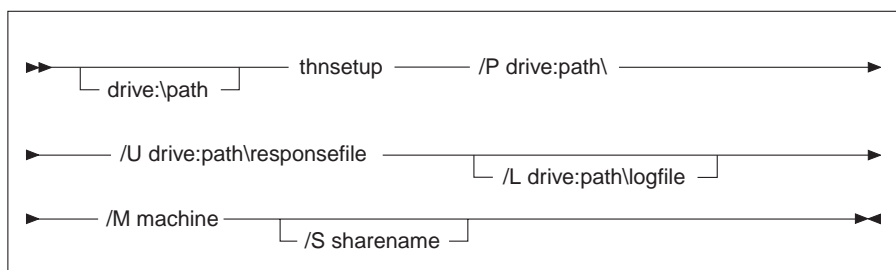 thnsetup /P drive:path\
drive:\path
/U drive:path\responsefile
/L drive:path\logfile
/M machine
/S sharename